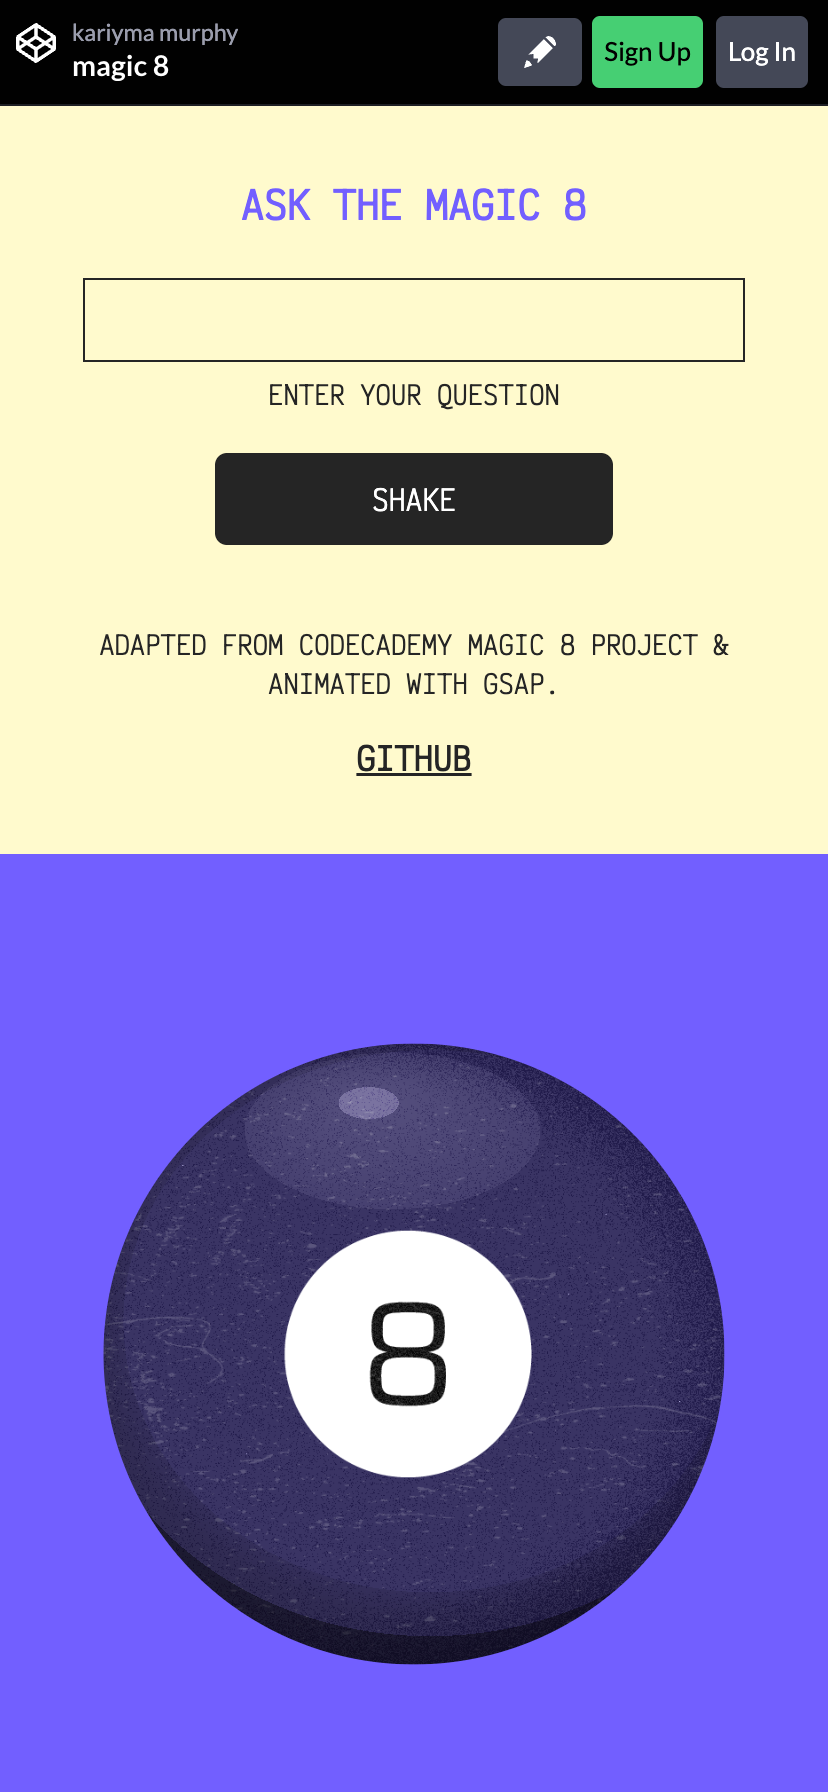 kariyma murphy
magic 8
Sign Up
Log In
ASK THE MAGIC 8
ENTER YOUR QUESTION
SHAKE
ADAPTED FROM CODECADEMY MAGIC 8 PROJECT &
ANIMATED WITH GSAP.
GITHUB
8